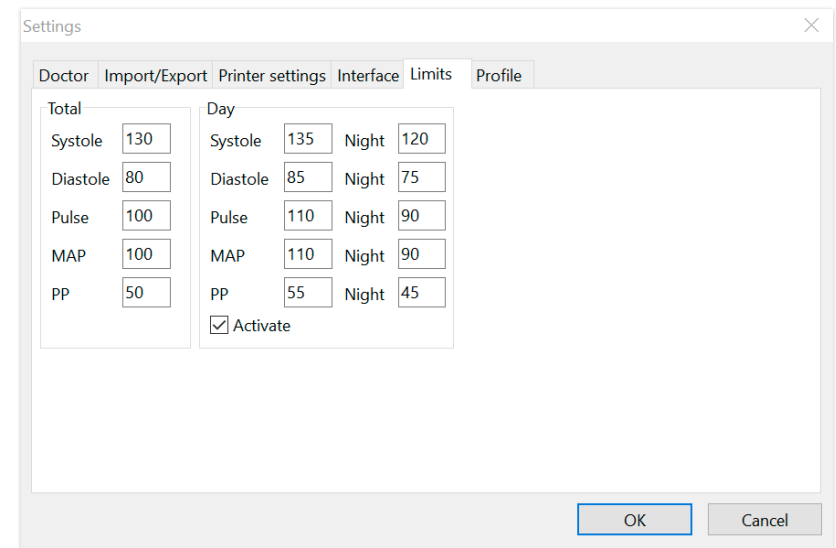 Settings
Doctor Import/Export Printer settings Interface Limits Profile
Total Day
Systole 130 Systole 135 Night 120
Diastole 80 Diastole 85 Night 75
Pulse 100 Pulse 110 Night 90
MAP 100 MAP 110 Night 90
PP 50 PP 55 Night 45
Activate
OK Cancel